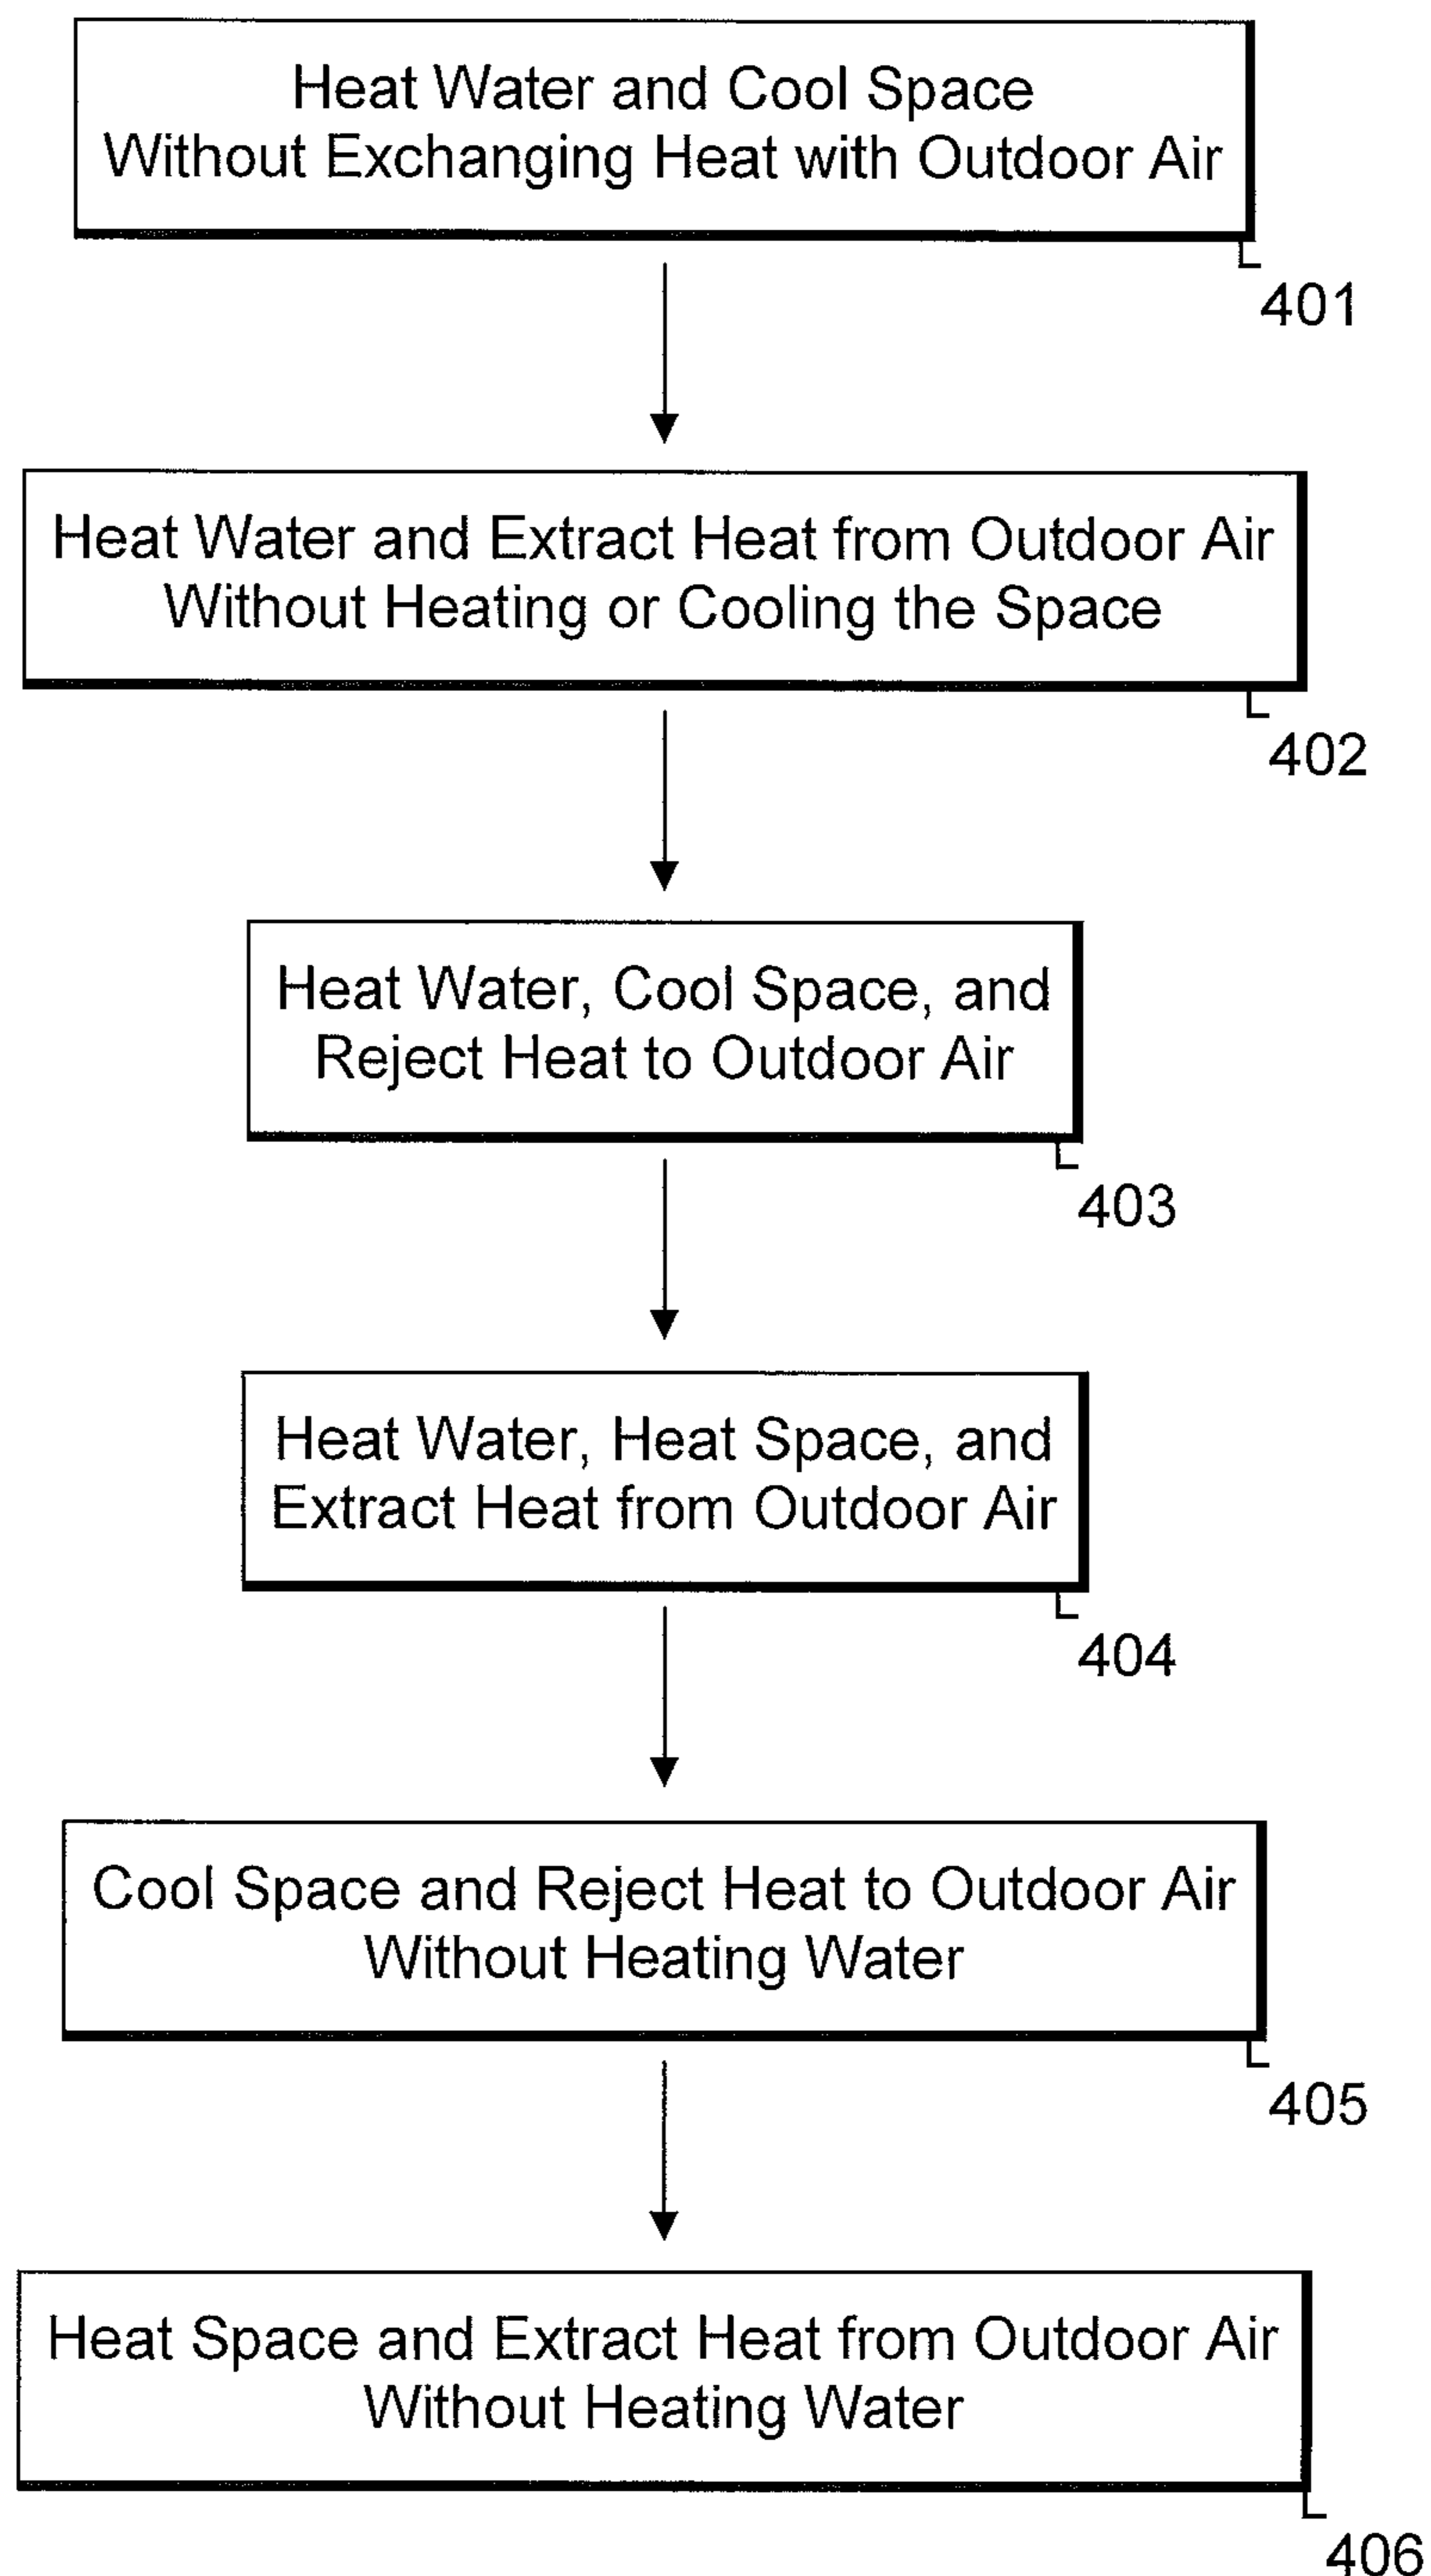 Heat Water and Cool Space
Without Exchanging Heat with Outdoor Air
401
Heat Water and Extract Heat from Outdoor Air
Without Heating or Cooling the Space
402
Heat Water, Cool Space, and
Reject Heat to Outdoor Air
403
Heat Water, Heat Space, and
Extract Heat from Outdoor Air
404
Cool Space and Reject Heat to Outdoor Air
Without Heating Water
405
Heat Space and Extract Heat from Outdoor Air
Without Heating Water
406